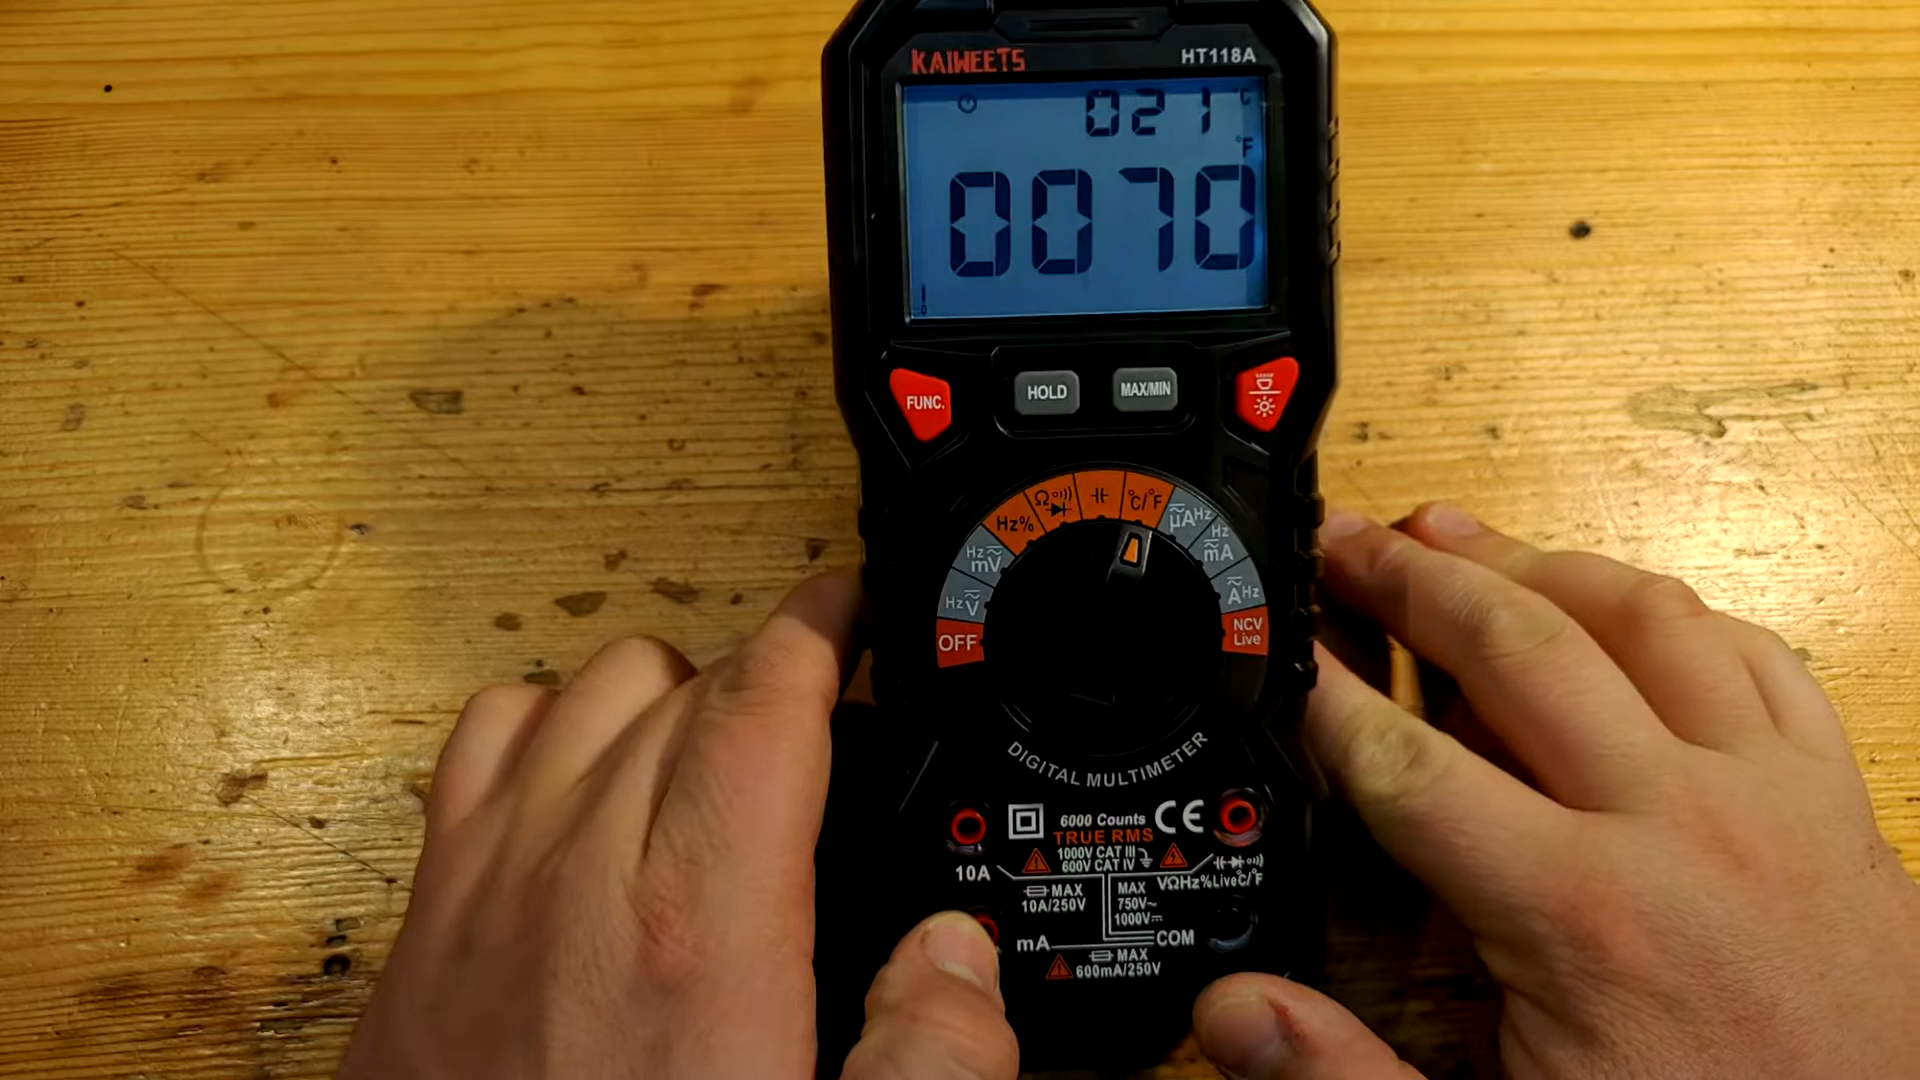 KAIWEETS HT118A
021 °C
°F
0070
FUNC. HOLD MAX/MIN
Hz% Ω °C/°F μA Hz
Hz mV Hz mA
Hz V A Hz
OFF NCV Live
DIGITAL MULTIMETER
6000 Counts CE
TRUE RMS
1000V CAT III
600V CAT IV
10A
MAX
10A/250V
MAX
750V~
1000V⎓
VΩHz%Live°C/°F
mA COM
MAX
600mA/250V